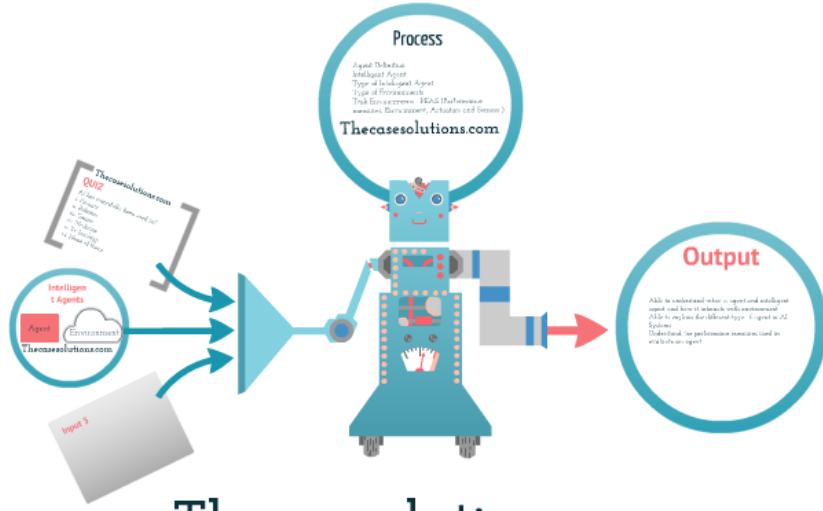 Process
Agent Definition
Intelligent Agent
Type of Intelligent Agent
Type of Environments
Task Environment PEAS (Performance
measures, Environment, Actuators and Sensors)
Thecasesolutions.com
Thecasesolutions.com
QUIZ
Intelligen
t Agents
Agent
Environment
Thecasesolutions.com
Input 3
Output
Able to understand what is agent and intelligent
agent and how it interacts with environment
Able to explain the different type of agent in AI
Systems
Understand the performance measures used to
evaluate an agent